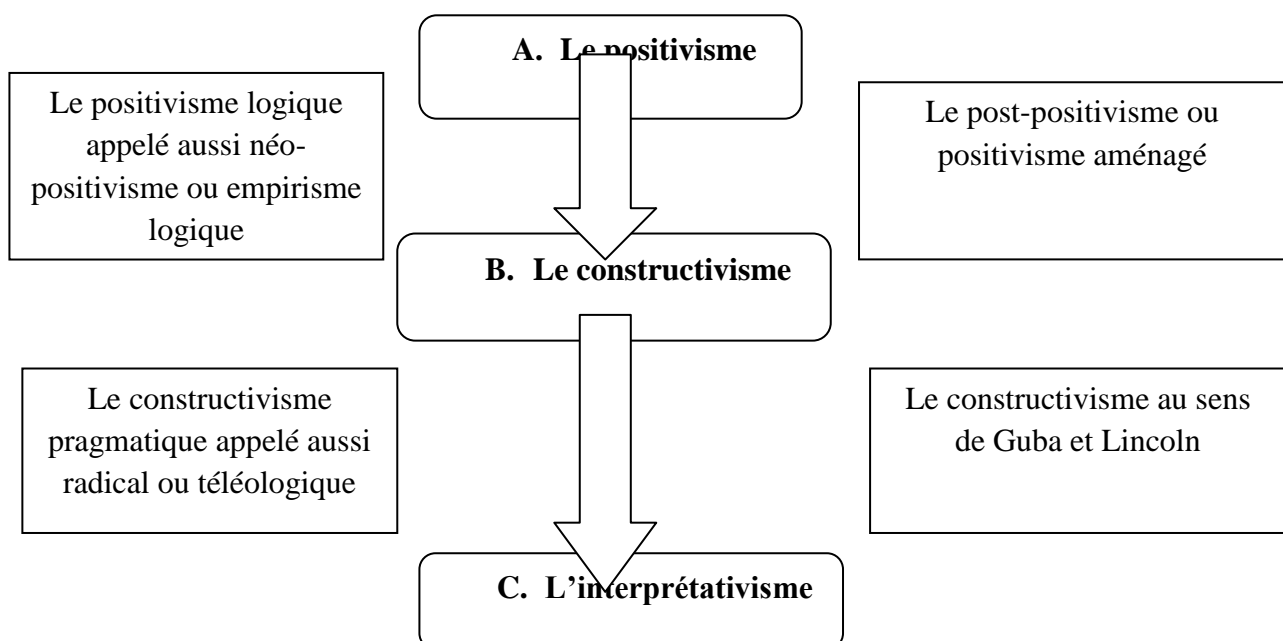 A. Le positivisme
Le positivisme logique
appelé aussi néo-
positivisme ou empirisme
logique
Le post-positivisme ou
positivisme aménagé
B. Le constructivisme
Le constructivisme
pragmatique appelé aussi
radical ou téléologique
Le constructivisme au sens
de Guba et Lincoln
C. L’interprétativisme